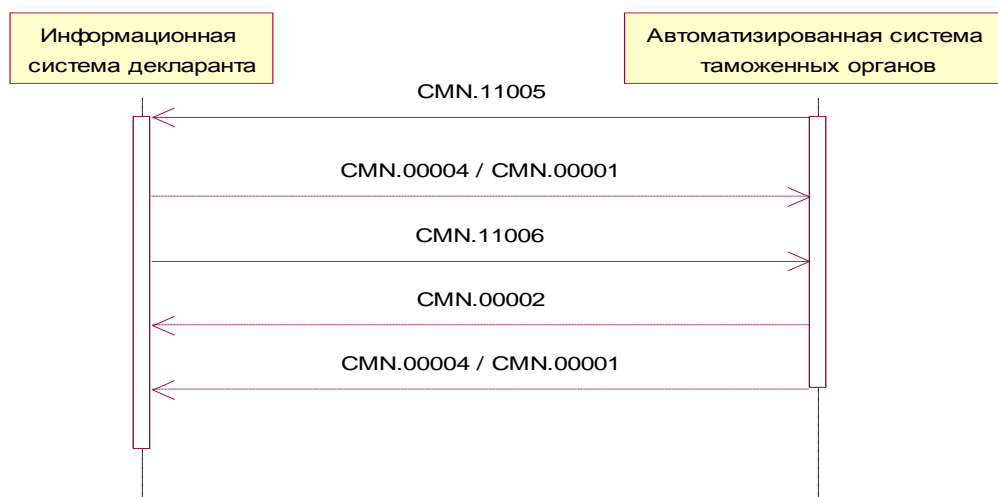 Информационная
система декларанта
Автоматизированная система
таможенных органов
CMN.11005
CMN.00004 / CMN.00001
CMN.11006
CMN.00002
CMN.00004 / CMN.00001